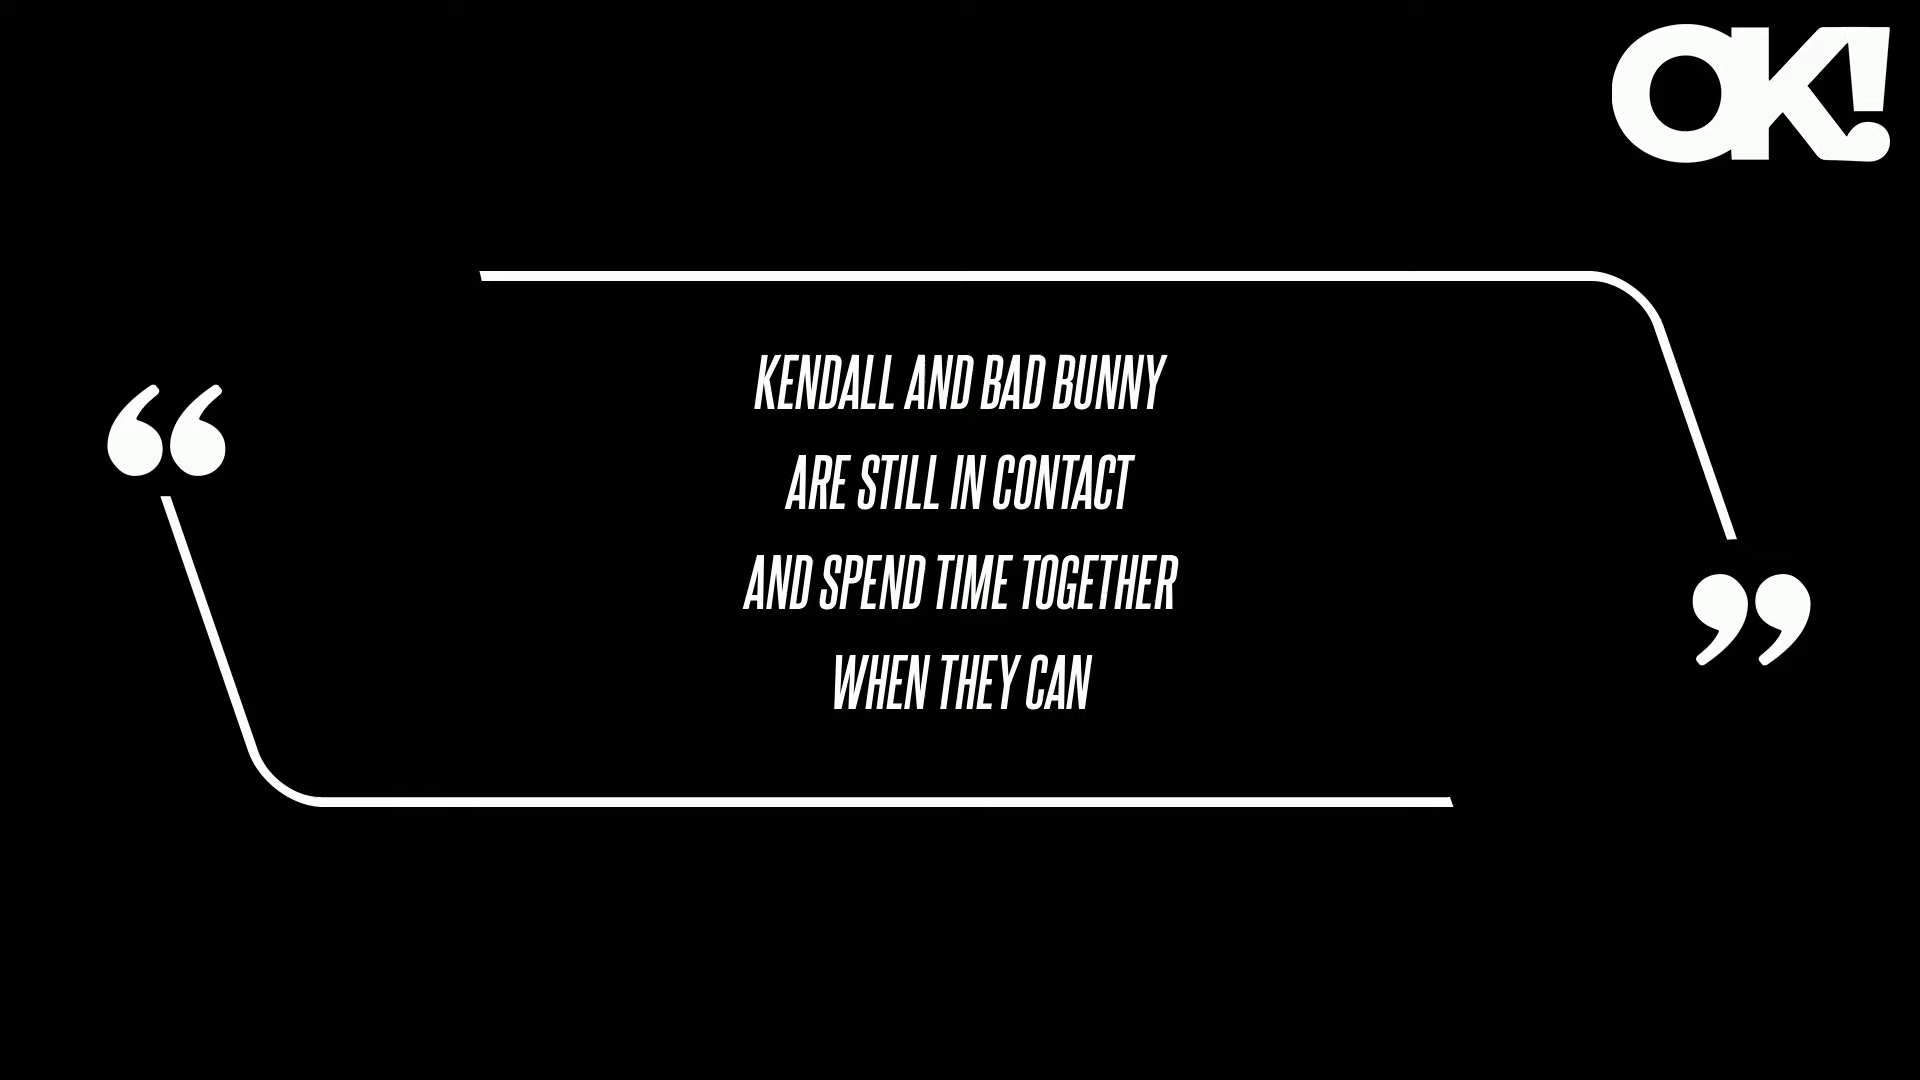 OK!
“
KENDALL AND BAD BUNNY
ARE STILL IN CONTACT
AND SPEND TIME TOGETHER
WHEN THEY CAN
”